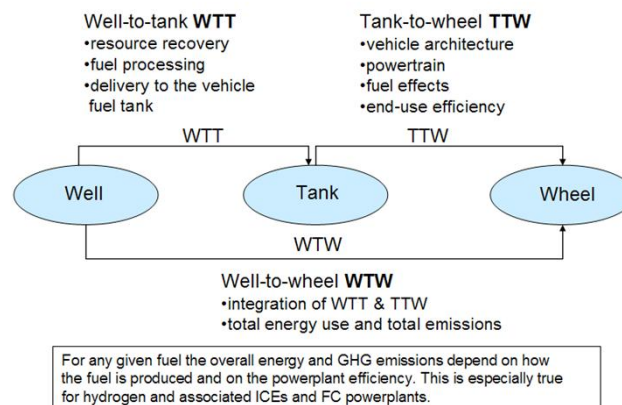 Well-to-tank WTT
•resource recovery
•fuel processing
•delivery to the vehicle
fuel tank
Tank-to-wheel TTW
•vehicle architecture
•powertrain
•fuel effects
•end-use efficiency
WTT
TTW
Well
Tank
Wheel
WTW
Well-to-wheel WTW
•integration of WTT & TTW
•total energy use and total emissions
For any given fuel the overall energy and GHG emissions depend on how
the fuel is produced and on the powerplant efficiency. This is especially true
for hydrogen and associated ICEs and FC powerplants.